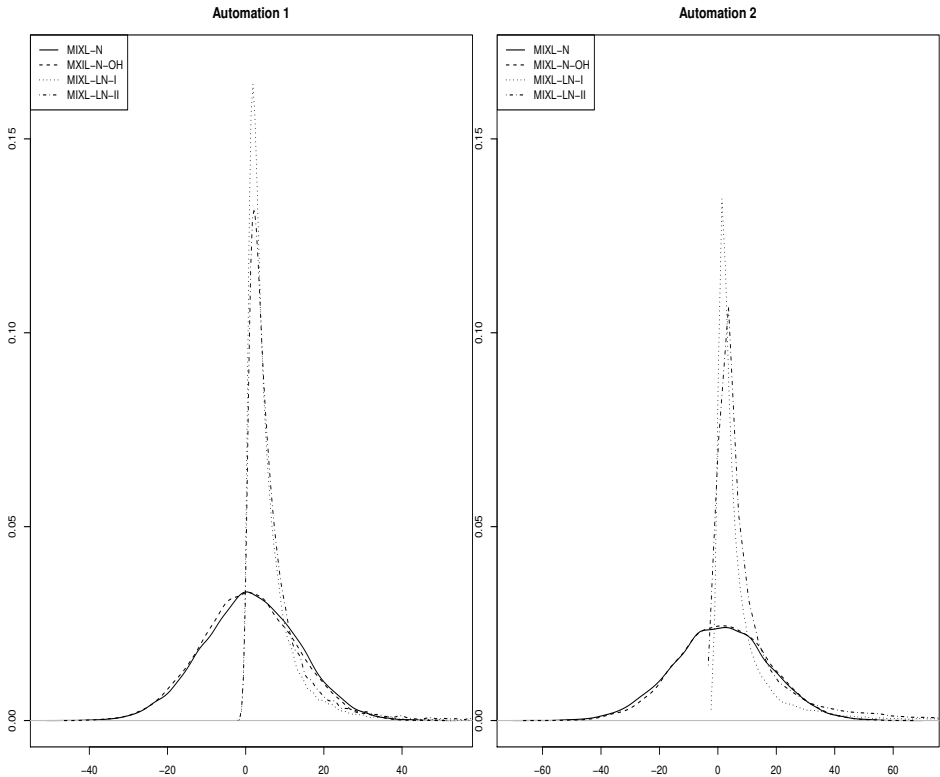 Automation 1
MIXL-N
MXIL-N-OH
MIXL-LN-I
MIXL-LN-II
0.15
0.10
0.05
0.00
-40
-20
0
20
40
Automation 2
MIXL-N
MIXL-N-OH
MIXL-LN-I
MIXL-LN-II
0.15
0.10
0.05
0.00
-60
-40
-20
0
20
40
60